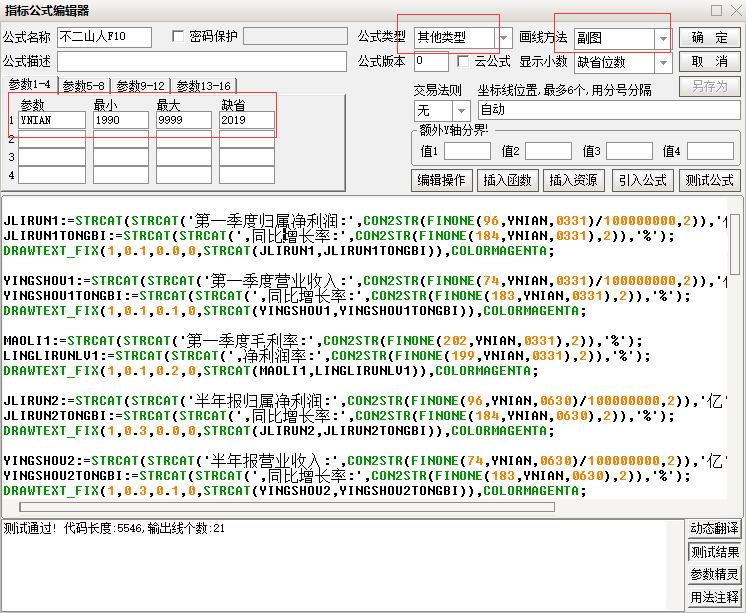 指标公式编辑器
公式名称 不二山人F10 密码保护 公式类型 其他类型 画线方法 副图 确 定
公式描述 公式版本 0 云公式 显示小数 缺省位数 取 消
参数1-4 参数5-8 参数9-12 参数13-16 交易法则 坐标线位置,最多6个,用分号分隔 另存为
参数 最小 最大 缺省 无 自动
1 YNIAN 1990 9999 2019 额外Y轴分界!
2
3 值1 值2 值3 值4
4 编辑操作 插入函数 插入资源 引入公式 测试公式
JLIRUN1:=STRCAT(STRCAT('第一季度归属净利润:',CON2STR(FINONE(96,YNIAN,0331)/100000000,2)),'亿
JLIRUN1TONGBI:=STRCAT(STRCAT(',同比增长率:',CON2STR(FINONE(184,YNIAN,0331),2)),'%');
DRAWTEXT_FIX(1,0.1,0.0,0,STRCAT(JLIRUN1,JLIRUN1TONGBI)),COLORMAGENTA;
YINGSHOU1:=STRCAT(STRCAT('第一季度营业收入:',CON2STR(FINONE(74,YNIAN,0331)/100000000,2)),'亿
YINGSHOU1TONGBI:=STRCAT(STRCAT(',同比增长率:',CON2STR(FINONE(183,YNIAN,0331),2)),'%');
DRAWTEXT_FIX(1,0.1,0.1,0,STRCAT(YINGSHOU1,YINGSHOU1TONGBI)),COLORMAGENTA;
MAOLI1:=STRCAT(STRCAT('第一季度毛利率:',CON2STR(FINONE(202,YNIAN,0331),2)),'%');
LINGLIRUNLV1:=STRCAT(STRCAT(',净利润率:',CON2STR(FINONE(199,YNIAN,0331),2)),'%');
DRAWTEXT_FIX(1,0.1,0.2,0,STRCAT(MAOLI1,LINGLIRUNLV1)),COLORMAGENTA;
JLIRUN2:=STRCAT(STRCAT('半年报归属净利润:',CON2STR(FINONE(96,YNIAN,0630)/100000000,2)),'亿'
JLIRUN2TONGBI:=STRCAT(STRCAT(',同比增长率:',CON2STR(FINONE(184,YNIAN,0630),2)),'%');
DRAWTEXT_FIX(1,0.3,0.0,0,STRCAT(JLIRUN2,JLIRUN2TONGBI)),COLORMAGENTA;
YINGSHOU2:=STRCAT(STRCAT('半年报营业收入:',CON2STR(FINONE(74,YNIAN,0630)/100000000,2)),'亿'
YINGSHOU2TONGBI:=STRCAT(STRCAT(',同比增长率:',CON2STR(FINONE(183,YNIAN,0630),2)),'%');
DRAWTEXT_FIX(1,0.3,0.1,0,STRCAT(YINGSHOU2,YINGSHOU2TONGBI)),COLORMAGENTA;
测试通过! 代码长度:5546,输出线个数:21
动态翻译
测试结果
参数精灵
用法注释